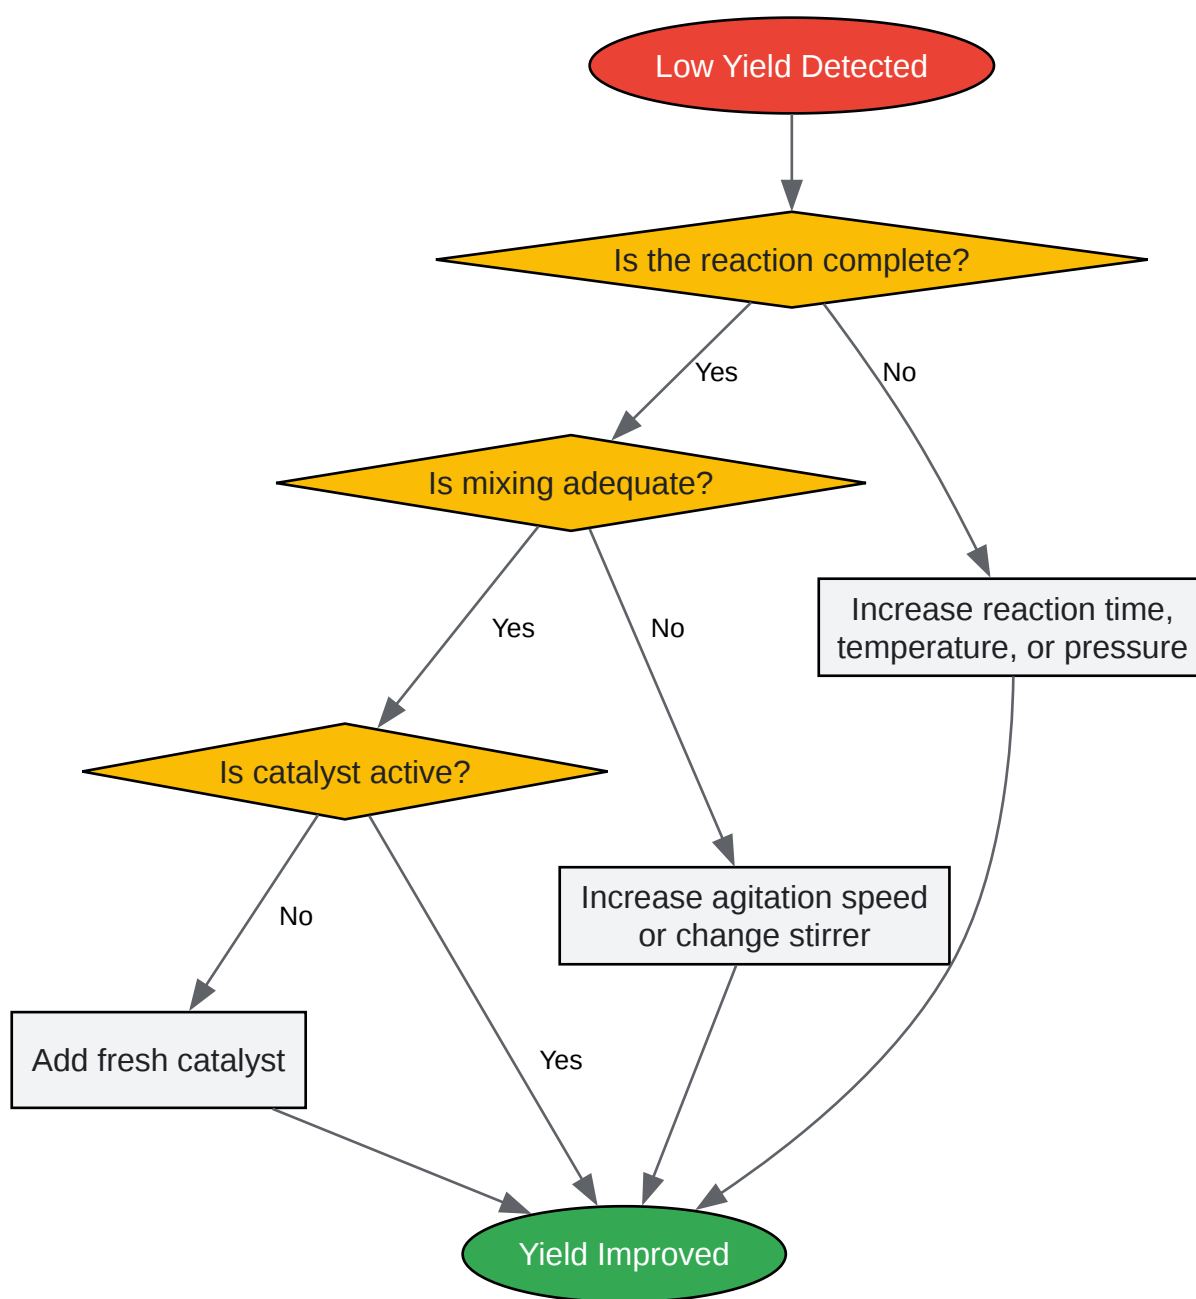 Low Yield Detected
Is the reaction complete?
Yes
No
Is mixing adequate?
Increase reaction time,
temperature, or pressure
Yes
No
Is catalyst active?
Increase agitation speed
or change stirrer
No
Add fresh catalyst
Yes
Yield Improved